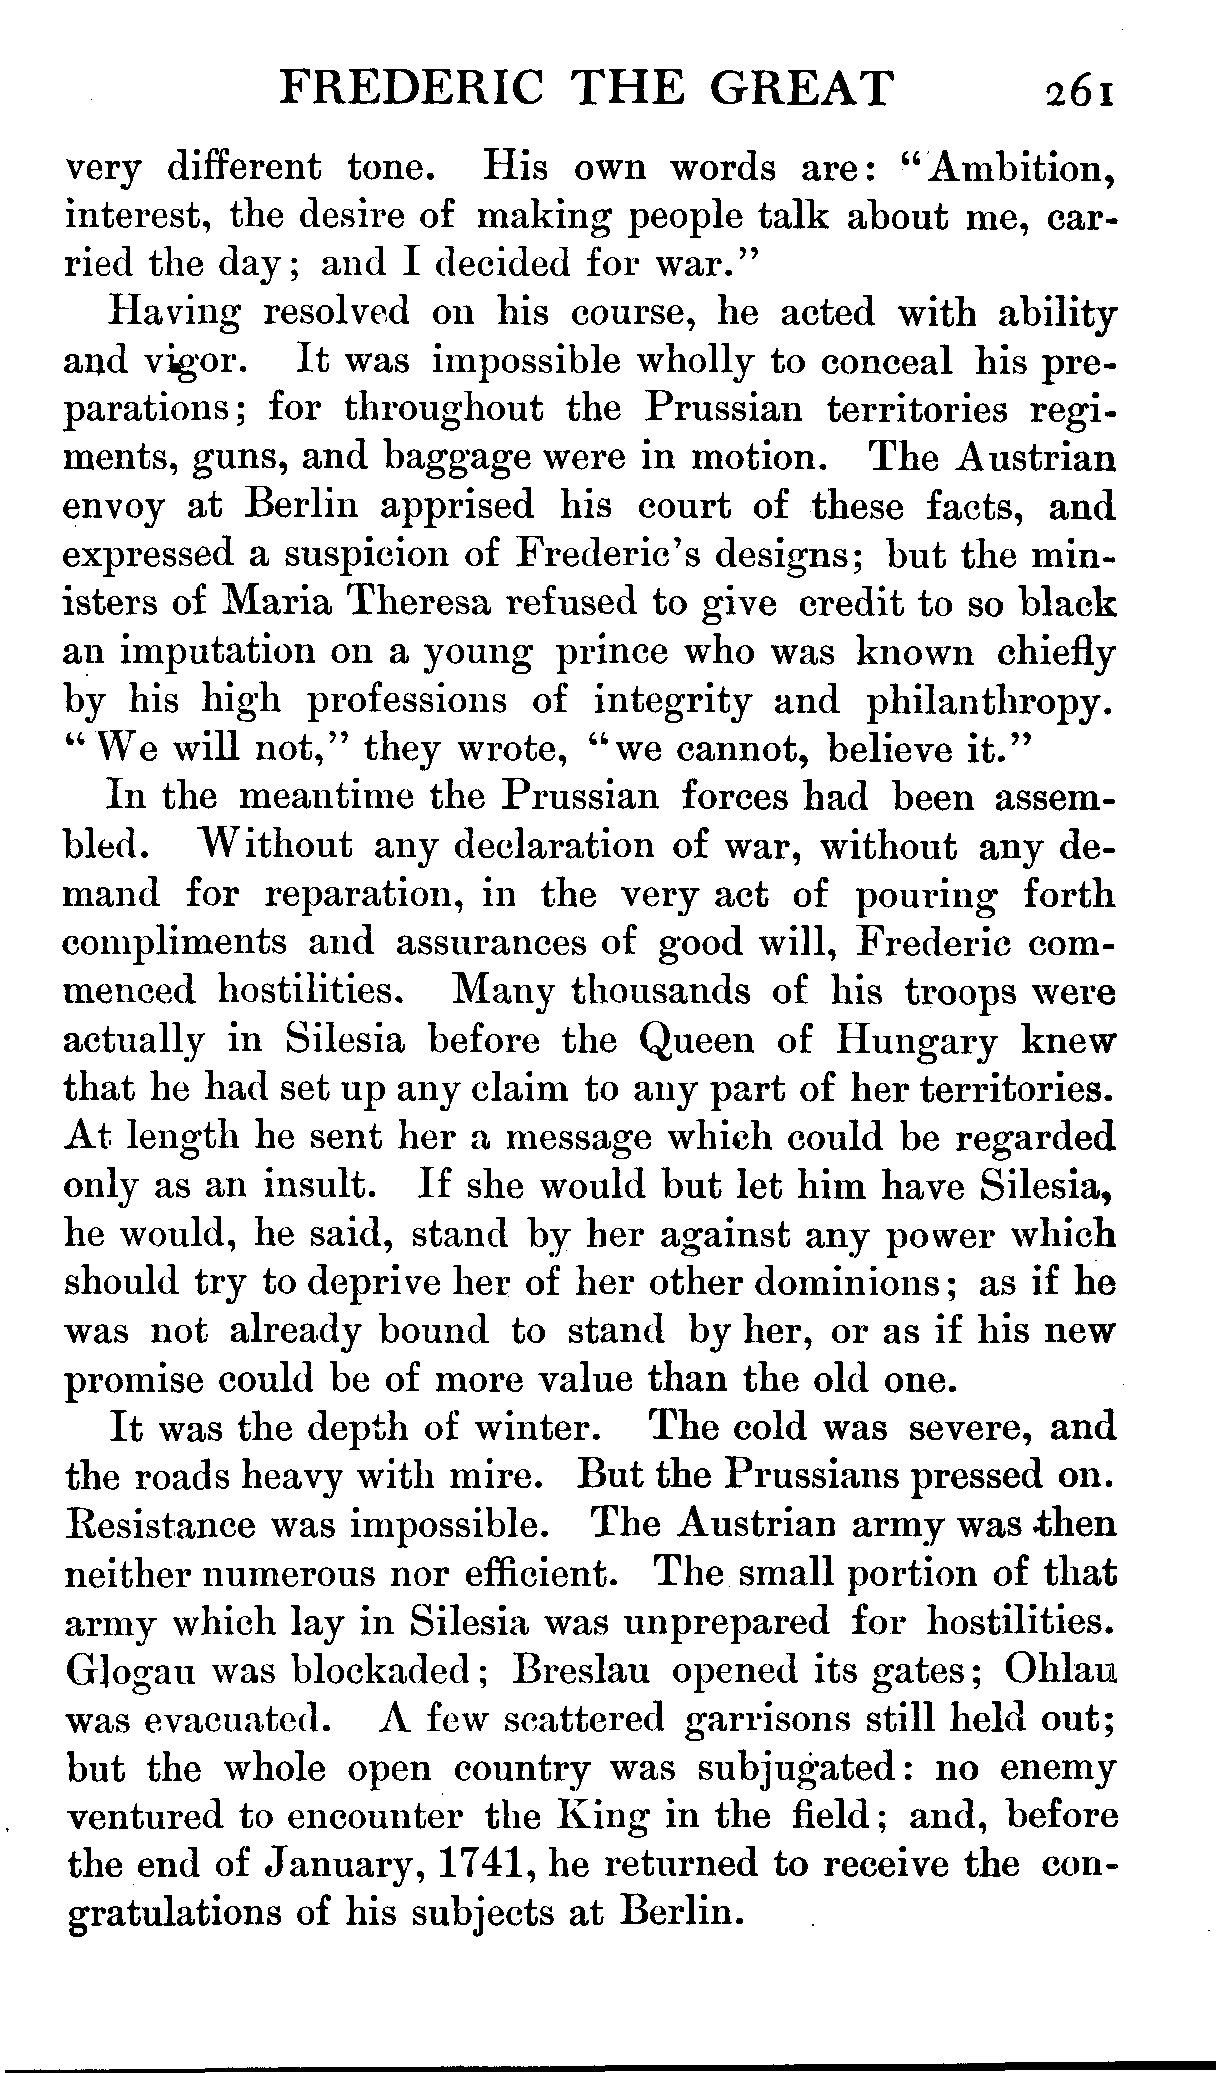 FREDERIC THE GREAT 261
very different tone. His own words are: “Ambition,
interest, the desire of making people talk about me, car-
ried the day; and I decided for war.”
Having resolved on his course, he acted with ability
and vigor. It was impossible wholly to conceal his pre-
parations; for throughout the Prussian territories regi-
ments, guns, and baggage were in motion. The Austrian
envoy at Berlin apprised his court of these facts, and
expressed a suspicion of Frederic’s designs; but the min-
isters of Maria Theresa refused to give credit to so black
an imputation on a young prince who was known chiefly
by his high professions of integrity and philanthropy.
“We will not,” they wrote, “we cannot, believe it.”
In the meantime the Prussian forces had been assem-
bled. Without any declaration of war, without any de-
mand for reparation, in the very act of pouring forth
compliments and assurances of good will, Frederic com-
menced hostilities. Many thousands of his troops were
actually in Silesia before the Queen of Hungary knew
that he had set up any claim to any part of her territories.
At length he sent her a message which could be regarded
only as an insult. If she would but let him have Silesia,
he would, he said, stand by her against any power which
should try to deprive her of her other dominions; as if he
was not already bound to stand by her, or as if his new
promise could be of more value than the old one.
It was the depth of winter. The cold was severe, and
the roads heavy with mire. But the Prussians pressed on.
Resistance was impossible. The Austrian army was then
neither numerous nor efficient. The small portion of that
army which lay in Silesia was unprepared for hostilities.
Glogau was blockaded; Breslau opened its gates; Ohlau
was evacuated. A few scattered garrisons still held out;
but the whole open country was subjugated: no enemy
ventured to encounter the King in the field; and, before
the end of January, 1741, he returned to receive the con-
gratulations of his subjects at Berlin.